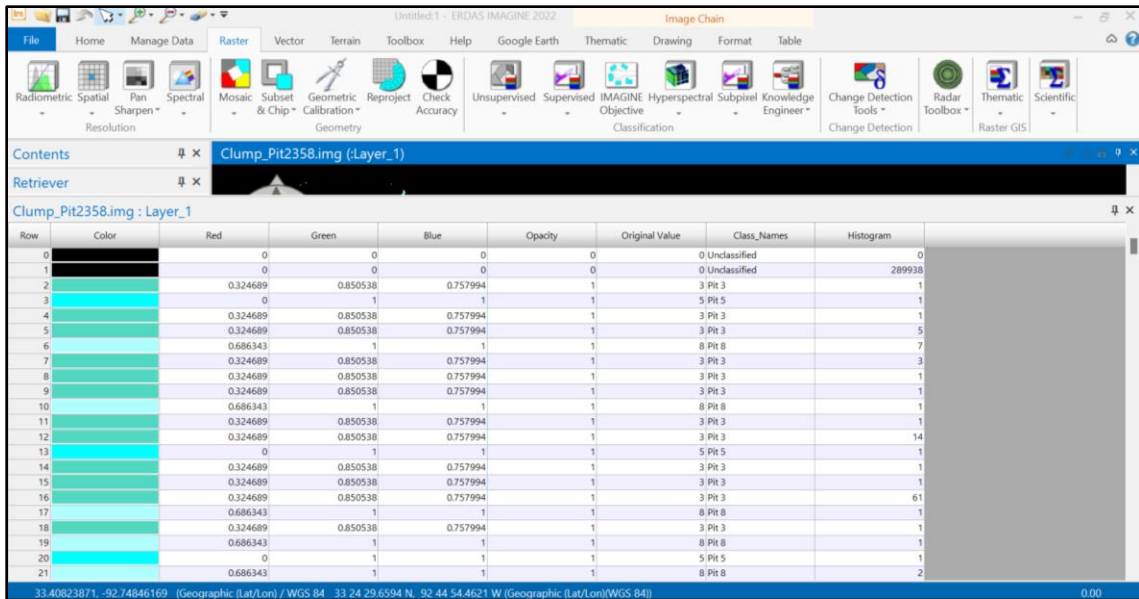 Untitled:1 - ERDAS IMAGINE 2022
Image Chain
File Home Manage Data Raster Vector Terrain Toolbox Help Google Earth Thematic Drawing Format Table
Radiometric Spatial Pan Sharpen Spectral Mosaic Subset & Chip Geometric Calibration Reproject Check Accuracy Unsupervised Supervised IMAGINE Objective Hyperspectral Subpixel Knowledge Engineer Change Detection Tools Radar Toolbox Thematic Scientific
Resolution Geometry Classification Change Detection Raster GIS
Contents Clump_Pit2358.img (:Layer_1)
Retriever
Clump_Pit2358.img : Layer_1
Row Color Red Green Blue Opacity Original Value Class_Names Histogram
0 0 0 0 0 0 Unclassified 0
1 0 0 0 0 0 Unclassified 289938
2 0.324689 0.850538 0.757994 1 3 Pit 3 1
3 0 1 1 1 5 Pit 5 1
4 0.324689 0.850538 0.757994 1 3 Pit 3 1
5 0.324689 0.850538 0.757994 1 3 Pit 3 5
6 0.686343 1 1 1 8 Pit 8 7
7 0.324689 0.850538 0.757994 1 3 Pit 3 3
8 0.324689 0.850538 0.757994 1 3 Pit 3 1
9 0.324689 0.850538 0.757994 1 3 Pit 3 1
10 0.686343 1 1 1 8 Pit 8 1
11 0.324689 0.850538 0.757994 1 3 Pit 3 1
12 0.324689 0.850538 0.757994 1 3 Pit 3 14
13 0 1 1 1 5 Pit 5 1
14 0.324689 0.850538 0.757994 1 3 Pit 3 1
15 0.324689 0.850538 0.757994 1 3 Pit 3 1
16 0.324689 0.850538 0.757994 1 3 Pit 3 61
17 0.686343 1 1 1 8 Pit 8 1
18 0.324689 0.850538 0.757994 1 3 Pit 3 1
19 0.686343 1 1 1 8 Pit 8 1
20 0 1 1 1 5 Pit 5 1
21 0.686343 1 1 1 8 Pit 8 2
33.40823871, -92.74846169 (Geographic (Lat/Lon) / WGS 84 33 24 29.6594 N, 92 44 54.4621 W (Geographic (Lat/Lon)(WGS 84)) 0.00